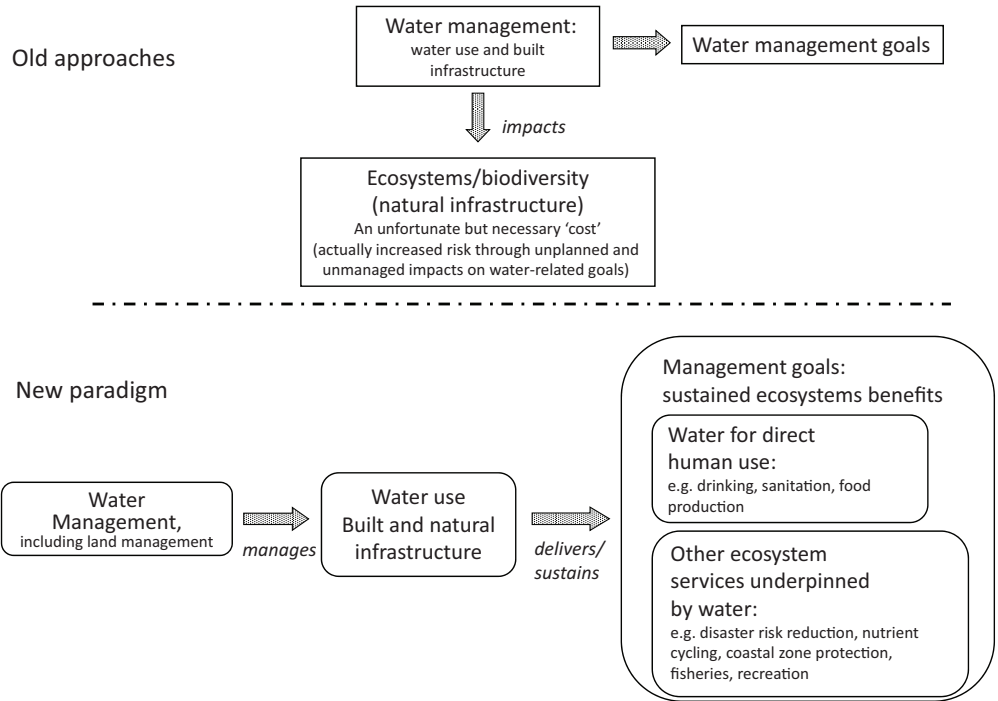 Old approaches
Water management:
water use and built
infrastructure
Water management goals
impacts
Ecosystems/biodiversity
(natural infrastructure)
An unfortunate but necessary ‘cost’
(actually increased risk through unplanned and
unmanaged impacts on water-related goals)
New paradigm
Water
Management,
including land management
manages
Water use
Built and natural
infrastructure
delivers/
sustains
Management goals:
sustained ecosystems benefits
Water for direct
human use:
e.g. drinking, sanitation, food
production
Other ecosystem
services underpinned
by water:
e.g. disaster risk reduction, nutrient
cycling, coastal zone protection,
fisheries, recreation